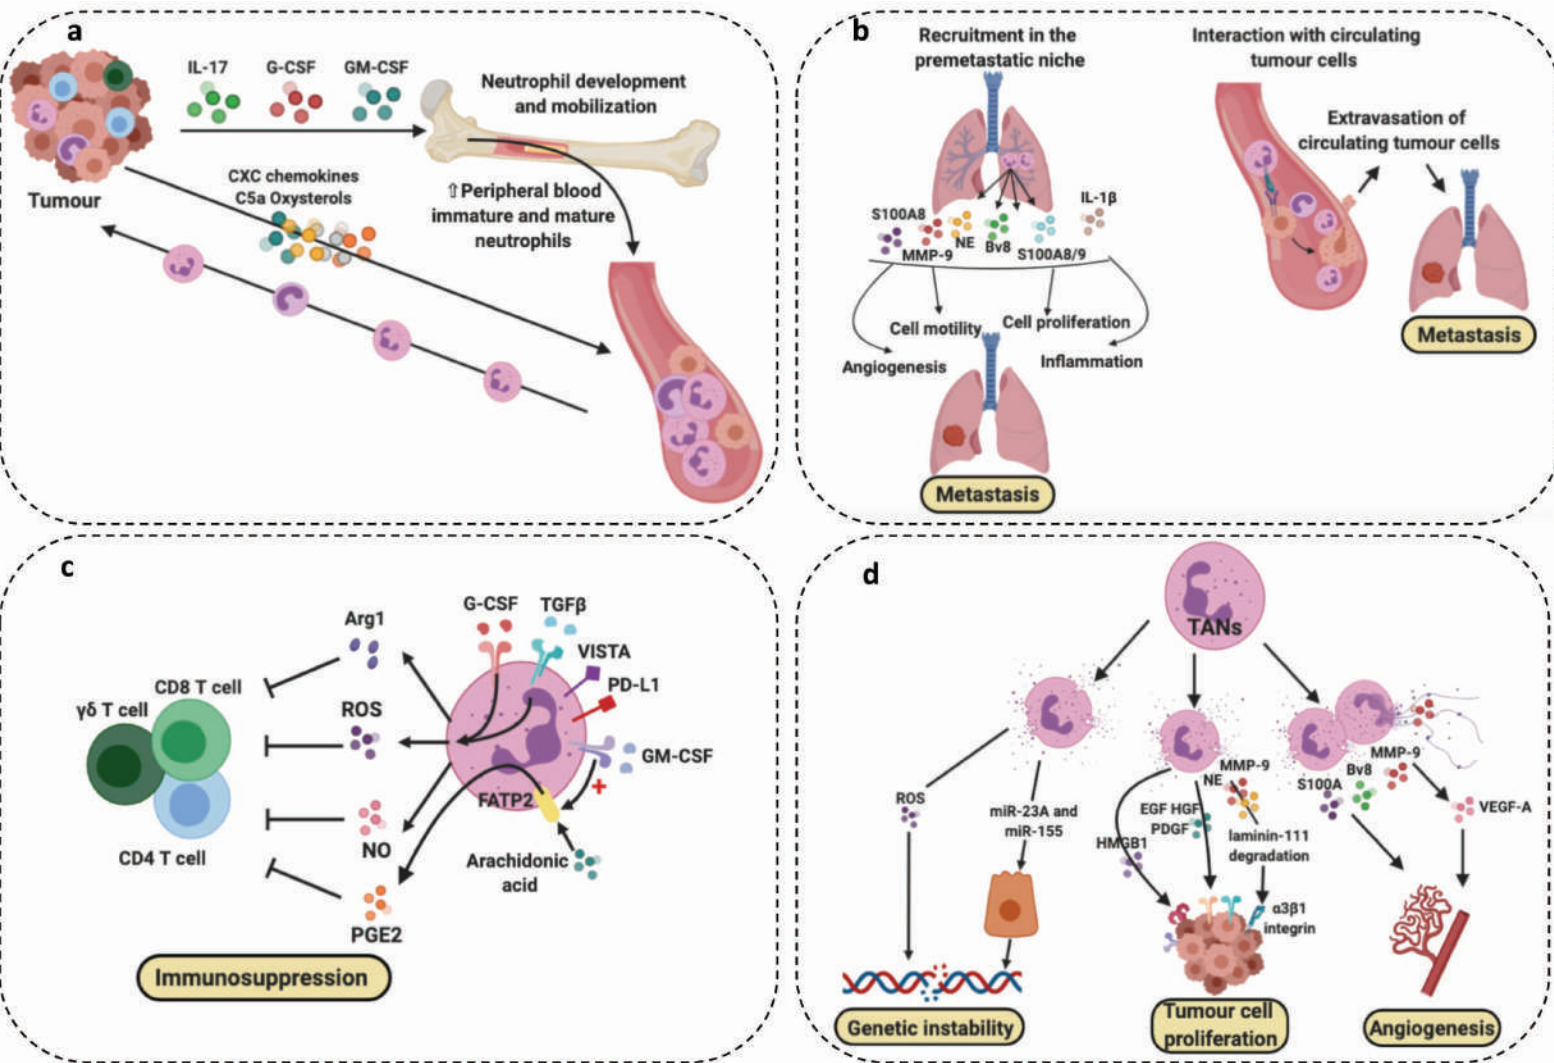 a
IL-17 G-CSF GM-CSF
Neutrophil development
and mobilization
CXC chemokines
C5a Oxysterols
Tumour
⇧Peripheral blood
immature and mature
neutrophils
b
Recruitment in the
premetastatic niche
Interaction with circulating
tumour cells
Extravasation of
circulating tumour cells
S100A8
MMP-9
NE
Bv8
S100A8/9
IL-1β
Cell motility
Cell proliferation
Angiogenesis
Inflammation
Metastasis
Metastasis
c
Arg1
G-CSF
TGFβ
VISTA
PD-L1
CD8 T cell
γδ T cell
ROS
GM-CSF
+
FATP2
CD4 T cell
NO
Arachidonic
acid
PGE2
Immunosuppression
d
TANs
ROS
miR-23A and
miR-155
MMP-9
NE
EGF HGF
PDGF
HMGB1
laminin-111
degradation
α3β1
integrin
MMP-9
Bv8
S100A
VEGF-A
Genetic instability
Tumour cell
proliferation
Angiogenesis